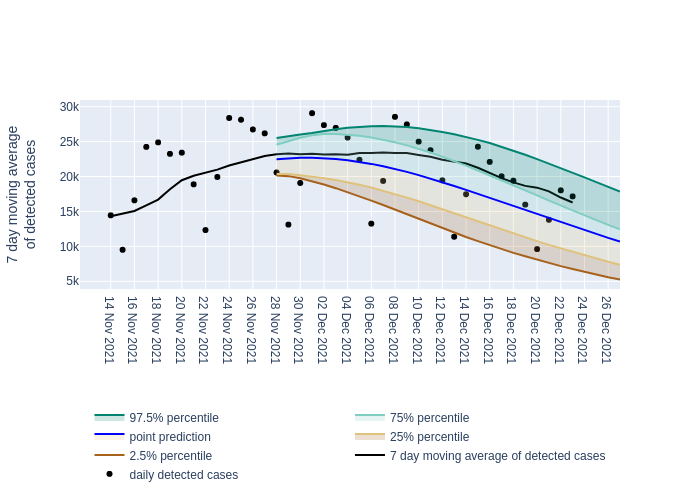 7 day moving average
of detected cases
30k
25k
20k
15k
10k
5k
14 Nov 2021
16 Nov 2021
18 Nov 2021
20 Nov 2021
22 Nov 2021
24 Nov 2021
26 Nov 2021
28 Nov 2021
30 Nov 2021
02 Dec 2021
04 Dec 2021
06 Dec 2021
08 Dec 2021
10 Dec 2021
12 Dec 2021
14 Dec 2021
16 Dec 2021
18 Dec 2021
20 Dec 2021
22 Dec 2021
24 Dec 2021
26 Dec 2021
97.5% percentile
75% percentile
point prediction
25% percentile
2.5% percentile
7 day moving average of detected cases
daily detected cases